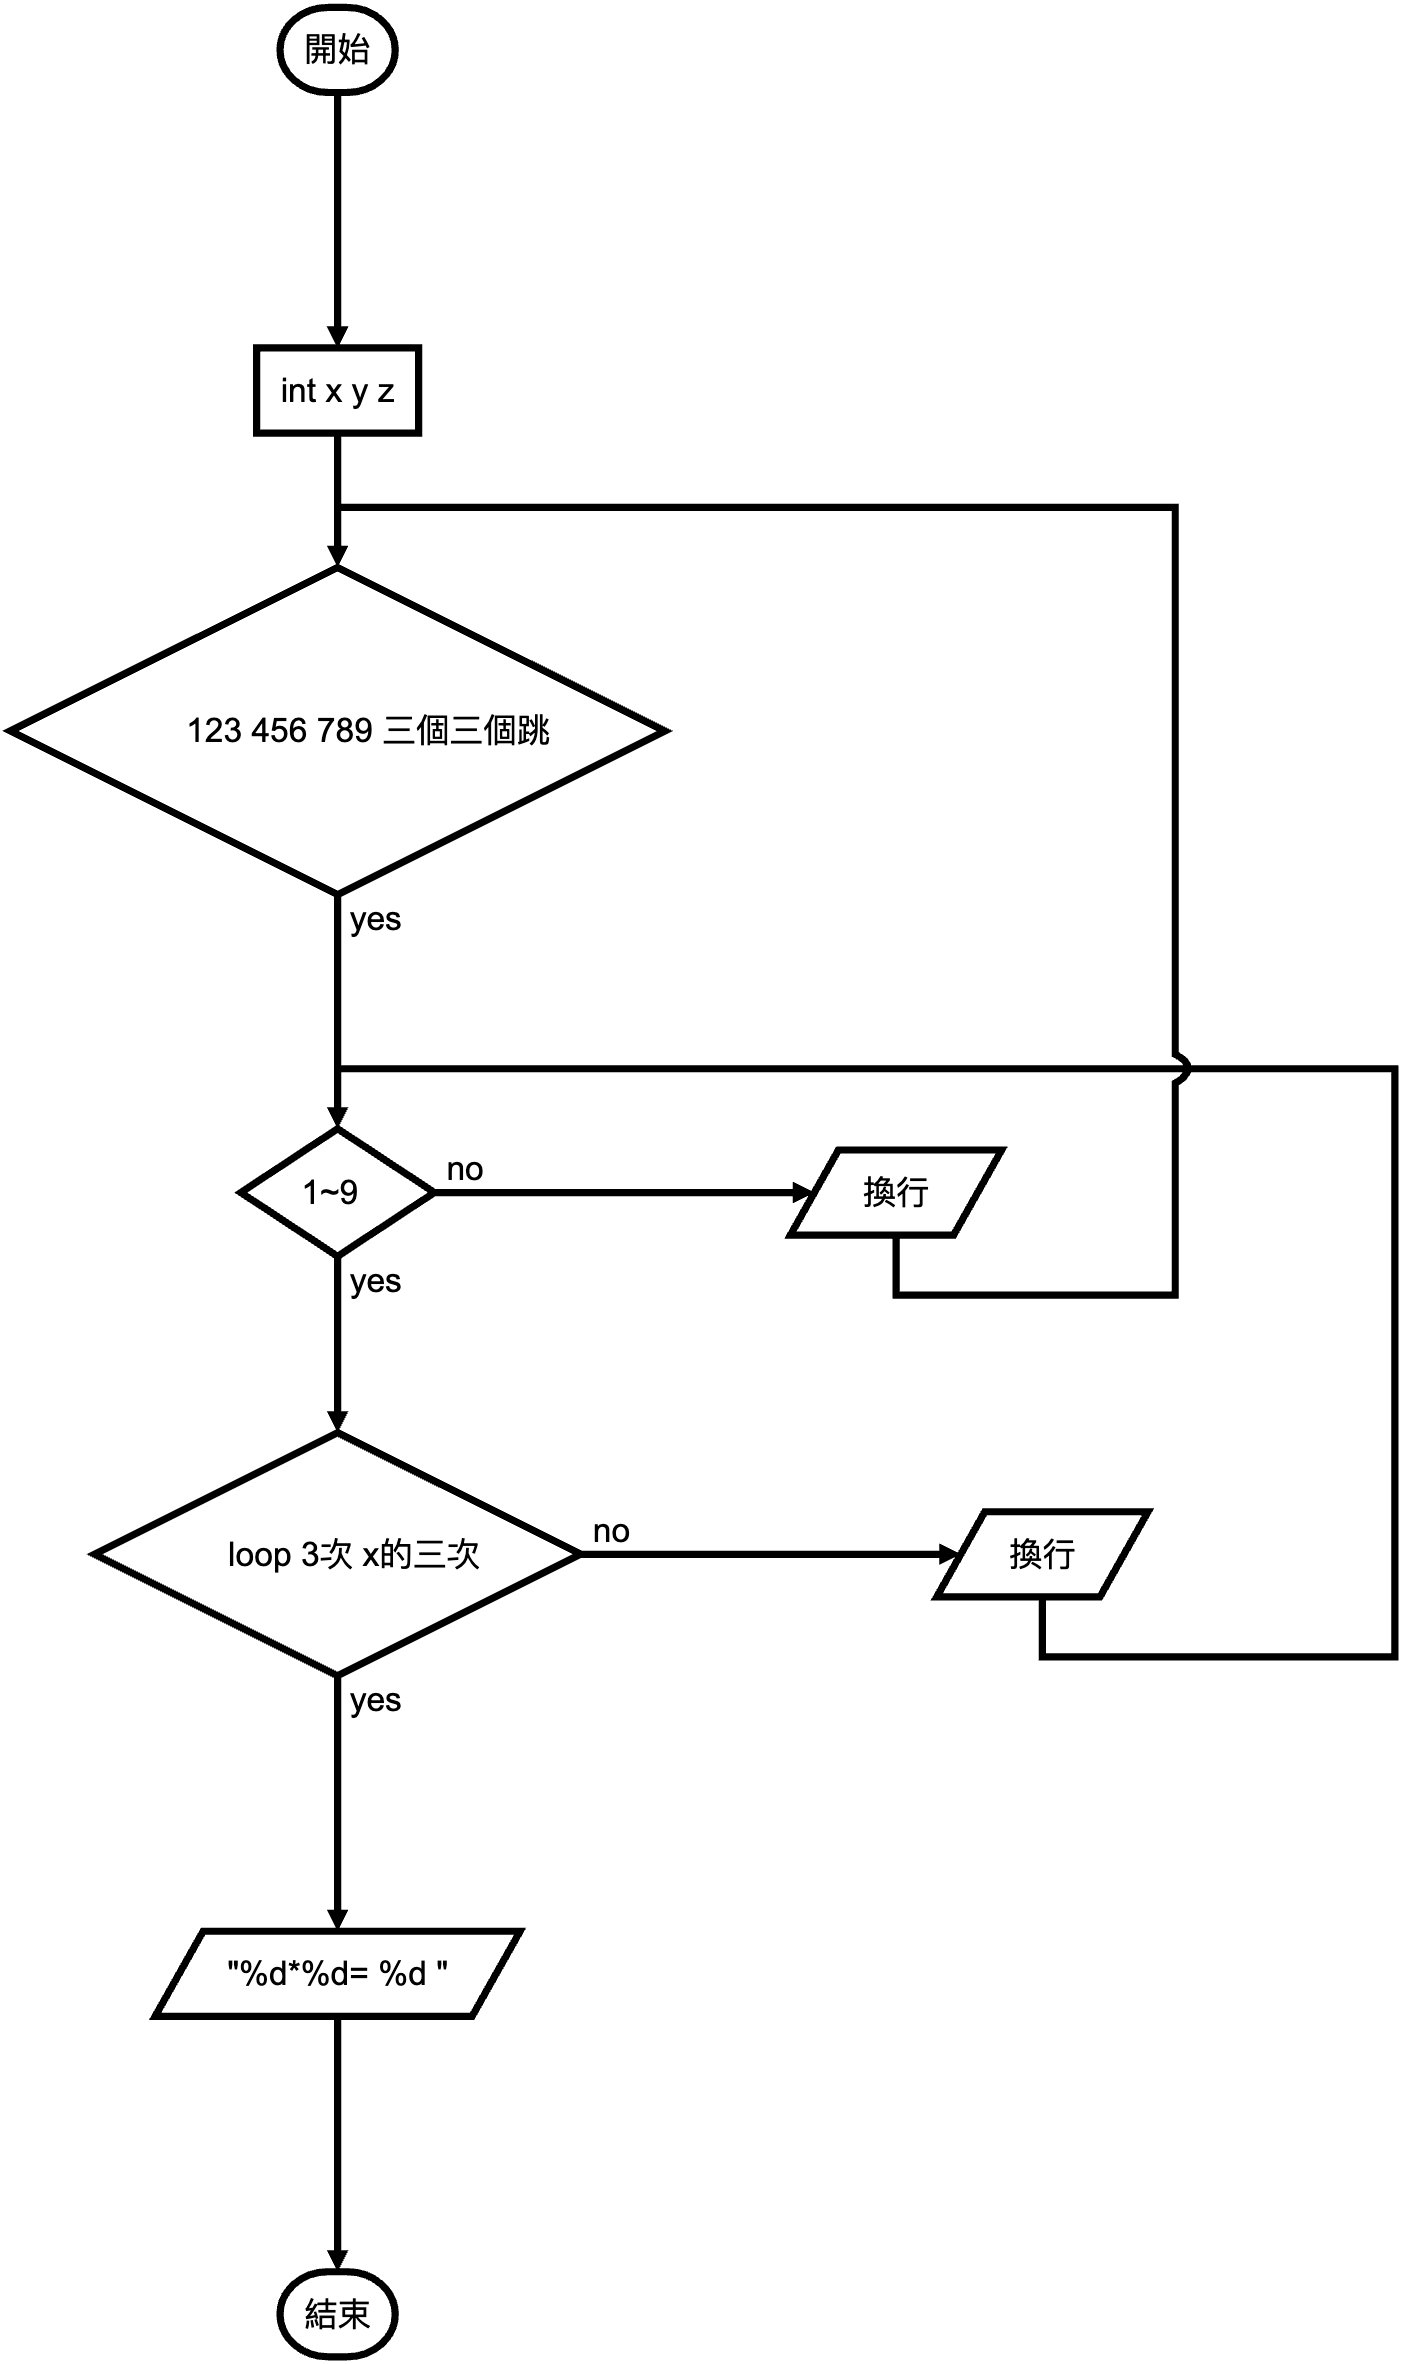 開始
int x y z
123 456 789 三個三個跳
yes
1~9
no
換行
yes
loop 3次 x的三次
no
換行
yes
"%d*%d= %d "
結束